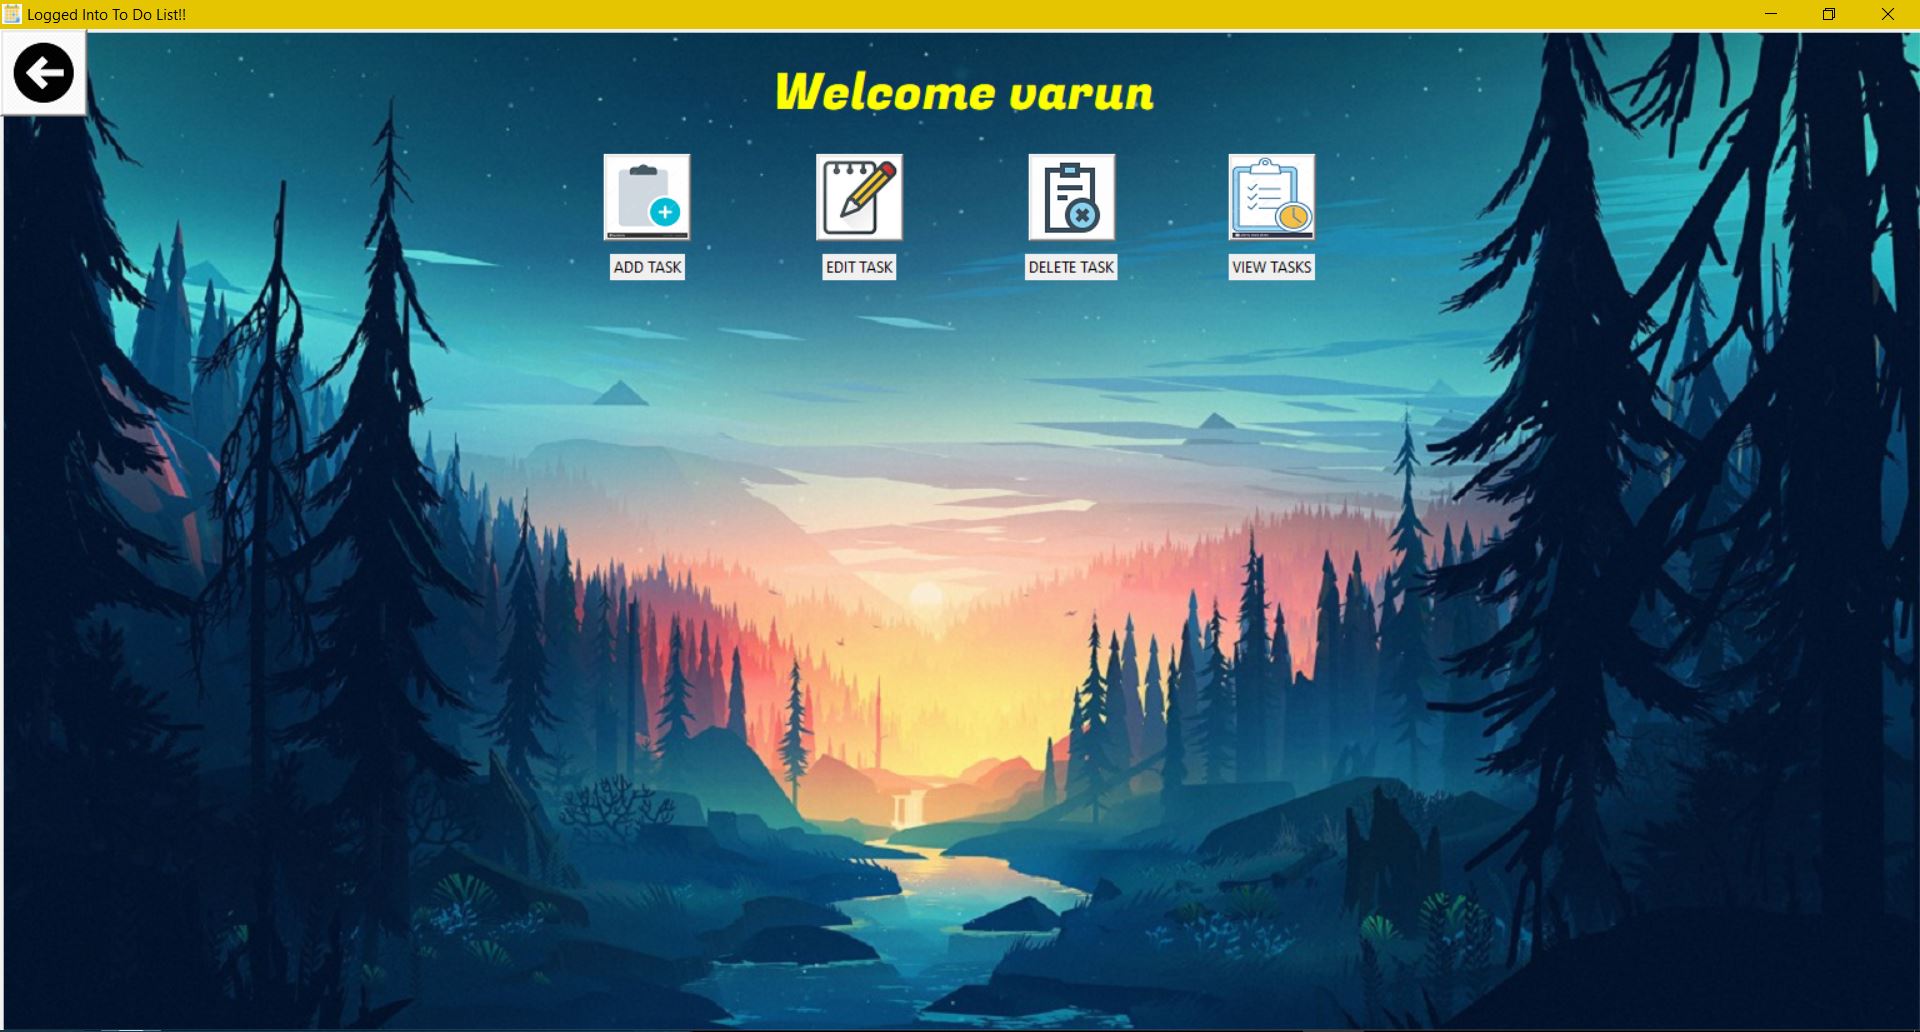 Logged Into To Do List!!
Welcome varun
ADD TASK
EDIT TASK
DELETE TASK
VIEW TASKS